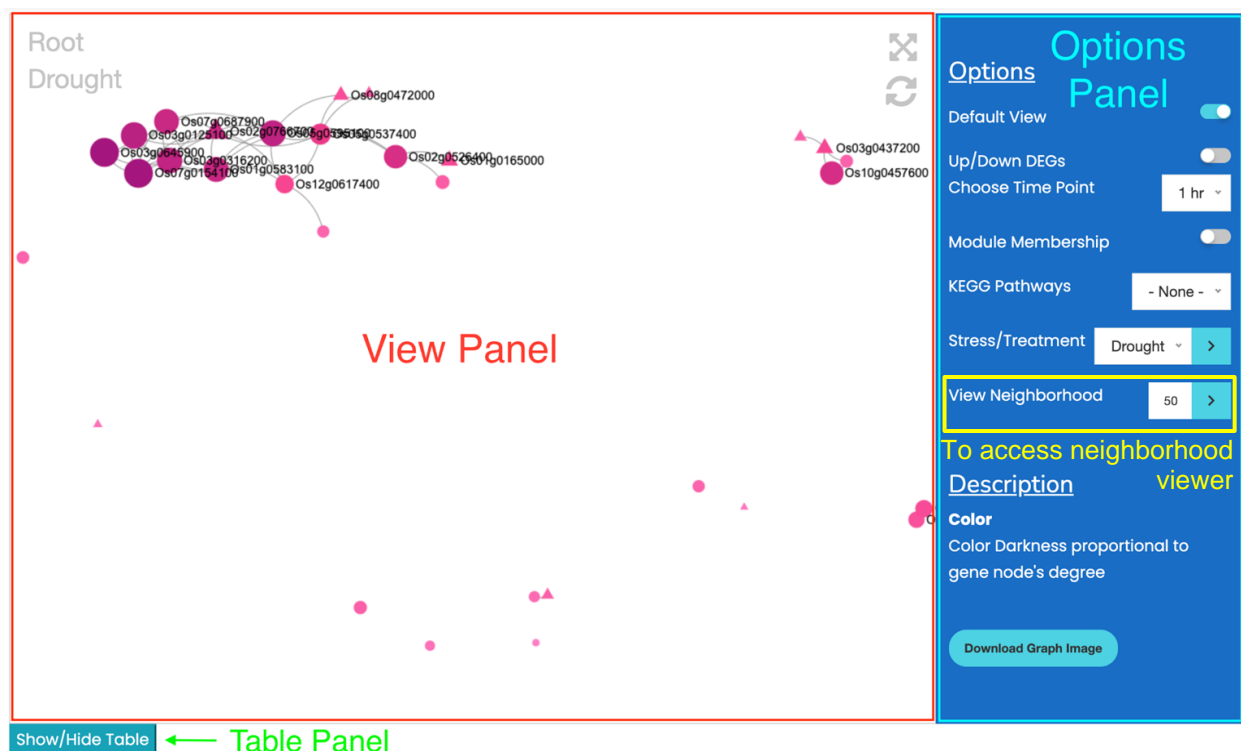 Root
Drought
Os08g0472000
Os07g0687900
Os03g0125100
Os02g0766700
Os05g0537400
Os03g0645900
Os03g0316200
Os02g0526400
Os01g0165000
Os07g0154100
Os01g0583100
Os12g0617400
Os03g0437200
Os10g0457600
View Panel
Options
Panel
Options
Default View
Up/Down DEGs
Choose Time Point
1 hr
Module Membership
KEGG Pathways
- None -
Stress/Treatment
Drought
>
View Neighborhood
50
>
To access neighborhood
viewer
Description
Color
Color Darkness proportional to
gene node's degree
Download Graph Image
Show/Hide Table
Table Panel